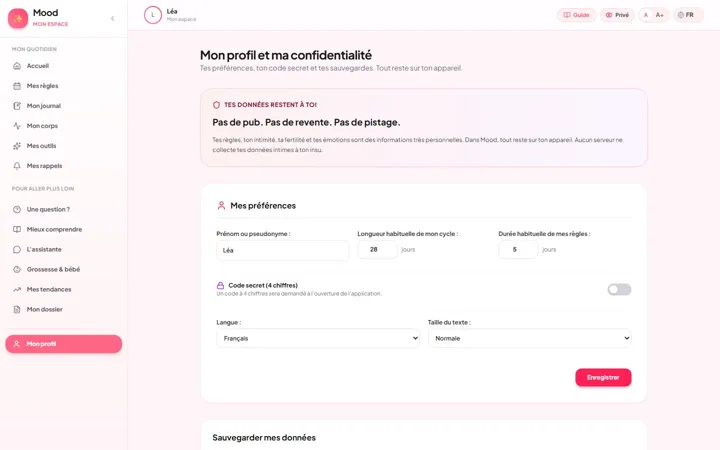 Mood
MON ESPACE
L
Léa
Mon espace
Guide
Privé
A
A+
FR
MON QUOTIDIEN
Accueil
Mes règles
Mon journal
Mon corps
Mes outils
Mes rappels
POUR ALLER PLUS LOIN
Une question ?
Mieux comprendre
L'assistante
Grossesse & bébé
Mes tendances
Mon dossier
Mon profil
Mon profil et ma confidentialité
Tes préférences, ton code secret et tes sauvegardes. Tout reste sur ton appareil.
TES DONNÉES RESTENT À TOI
Pas de pub. Pas de revente. Pas de pistage.
Tes règles, ton intimité, ta fertilité et tes émotions sont des informations très personnelles. Dans Mood, tout reste sur ton appareil. Aucun serveur ne
collecte tes données intimes à ton insu.
Mes préférences
Prénom ou pseudonyme :
Léa
Longueur habituelle de mon cycle :
28 jours
Durée habituelle de mes règles :
5 jours
Code secret (4 chiffres)
Un code à 4 chiffres sera demandé à l'ouverture de l'application.
Langue :
Français
Taille du texte :
Normale
Enregistrer
Sauvegarder mes données